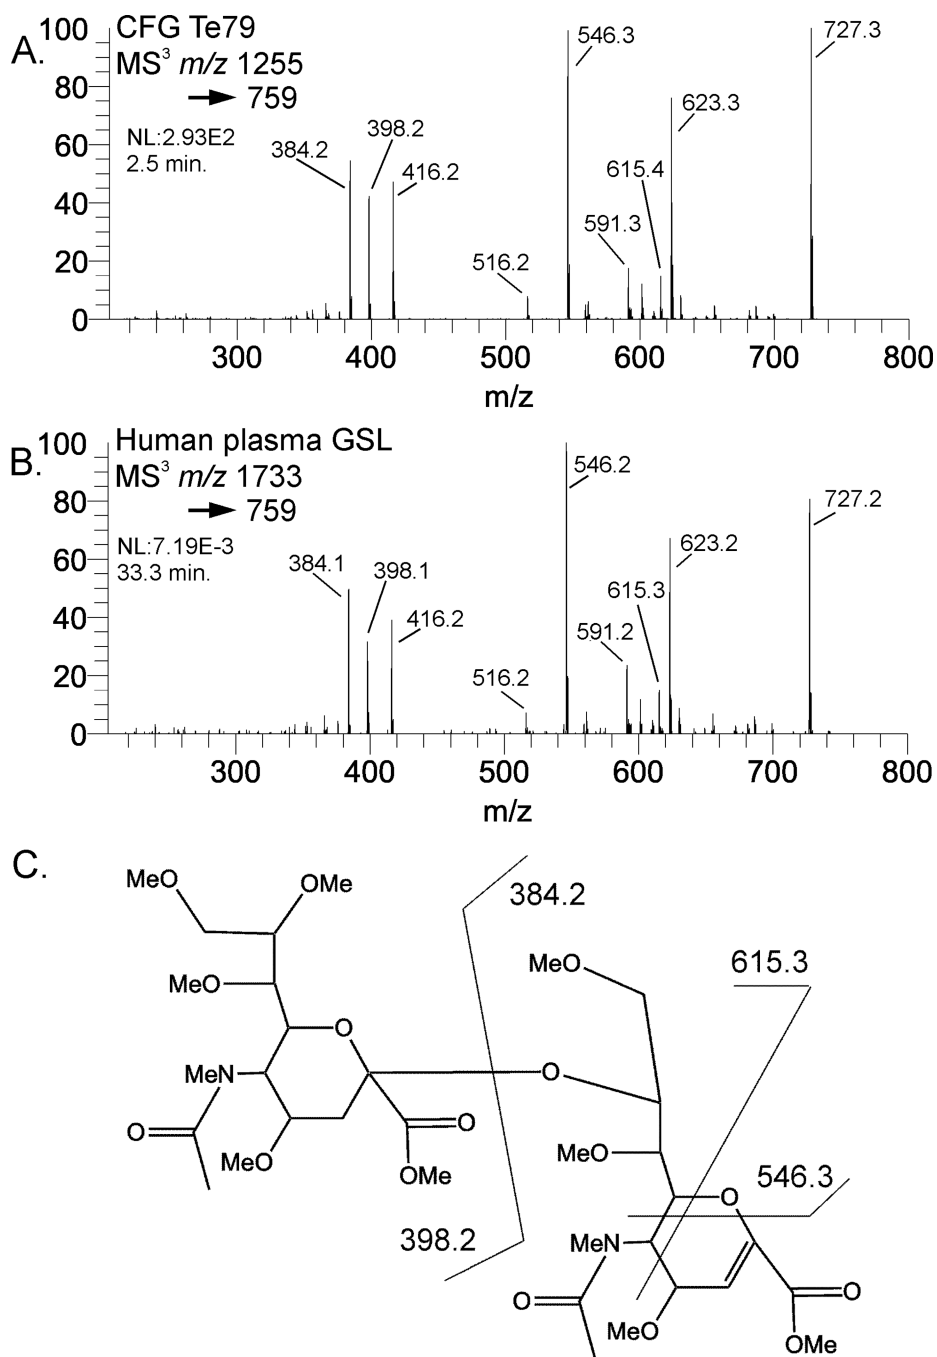 A.
CFG Te79
MS3 m/z 1255
759
NL:2.93E2
2.5 min.
100
80
60
40
20
0
384.2
398.2
416.2
516.2
546.3
591.3
615.4
623.3
727.3
300 400 500 600 700 800
m/z
B.
Human plasma GSL
MS3 m/z 1733
759
NL:7.19E-3
33.3 min.
100
80
60
40
20
0
384.1
398.1
416.2
516.2
546.2
591.2
615.3
623.2
727.2
300 400 500 600 700 800
m/z
C.
MeO
OMe
384.2
MeO
615.3
MeO
O
MeN
O
O
O
MeO
OMe
MeO
546.3
O
398.2
MeN
O
O
MeO
OMe